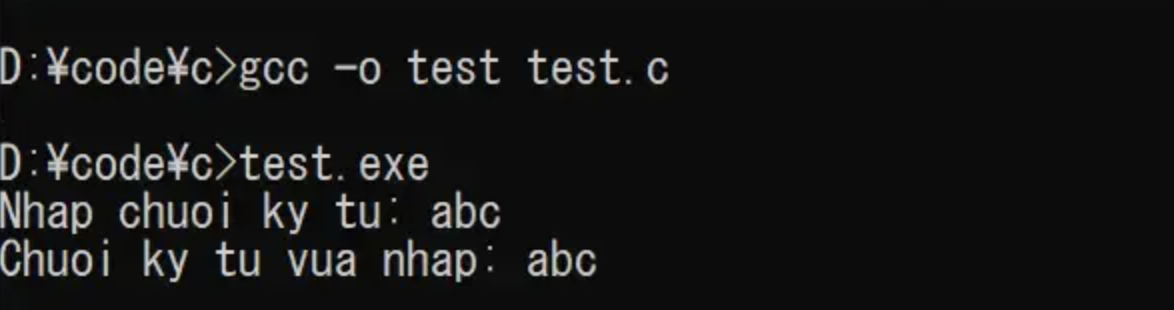 D:¥code¥c>gcc -o test test.c
D:¥code¥c>test.exe
Nhap chuoi ky tu: abc
Chuoi ky tu vua nhap: abc